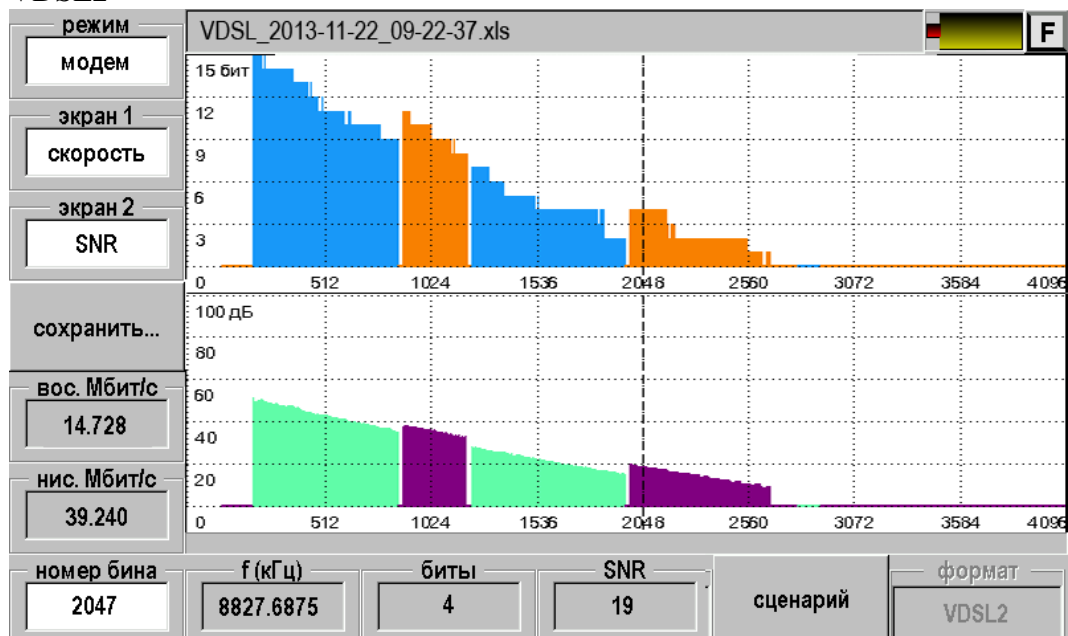 режим
модем
VDSL_2013-11-22_09-22-37.xls
F
экран 1
скорость
экран 2
SNR
сохранить...
вос. Мбит/с
14.728
нис. Мбит/с
39.240
15 бит
12
9
6
3
0 512 1024 1536 2048 2560 3072 3584 4096
100 дБ
80
60
40
20
0 512 1024 1536 2048 2560 3072 3584 4096
номер бина
2047
f (кГц)
8827.6875
биты
4
SNR
19
сценарий
формат
VDSL2